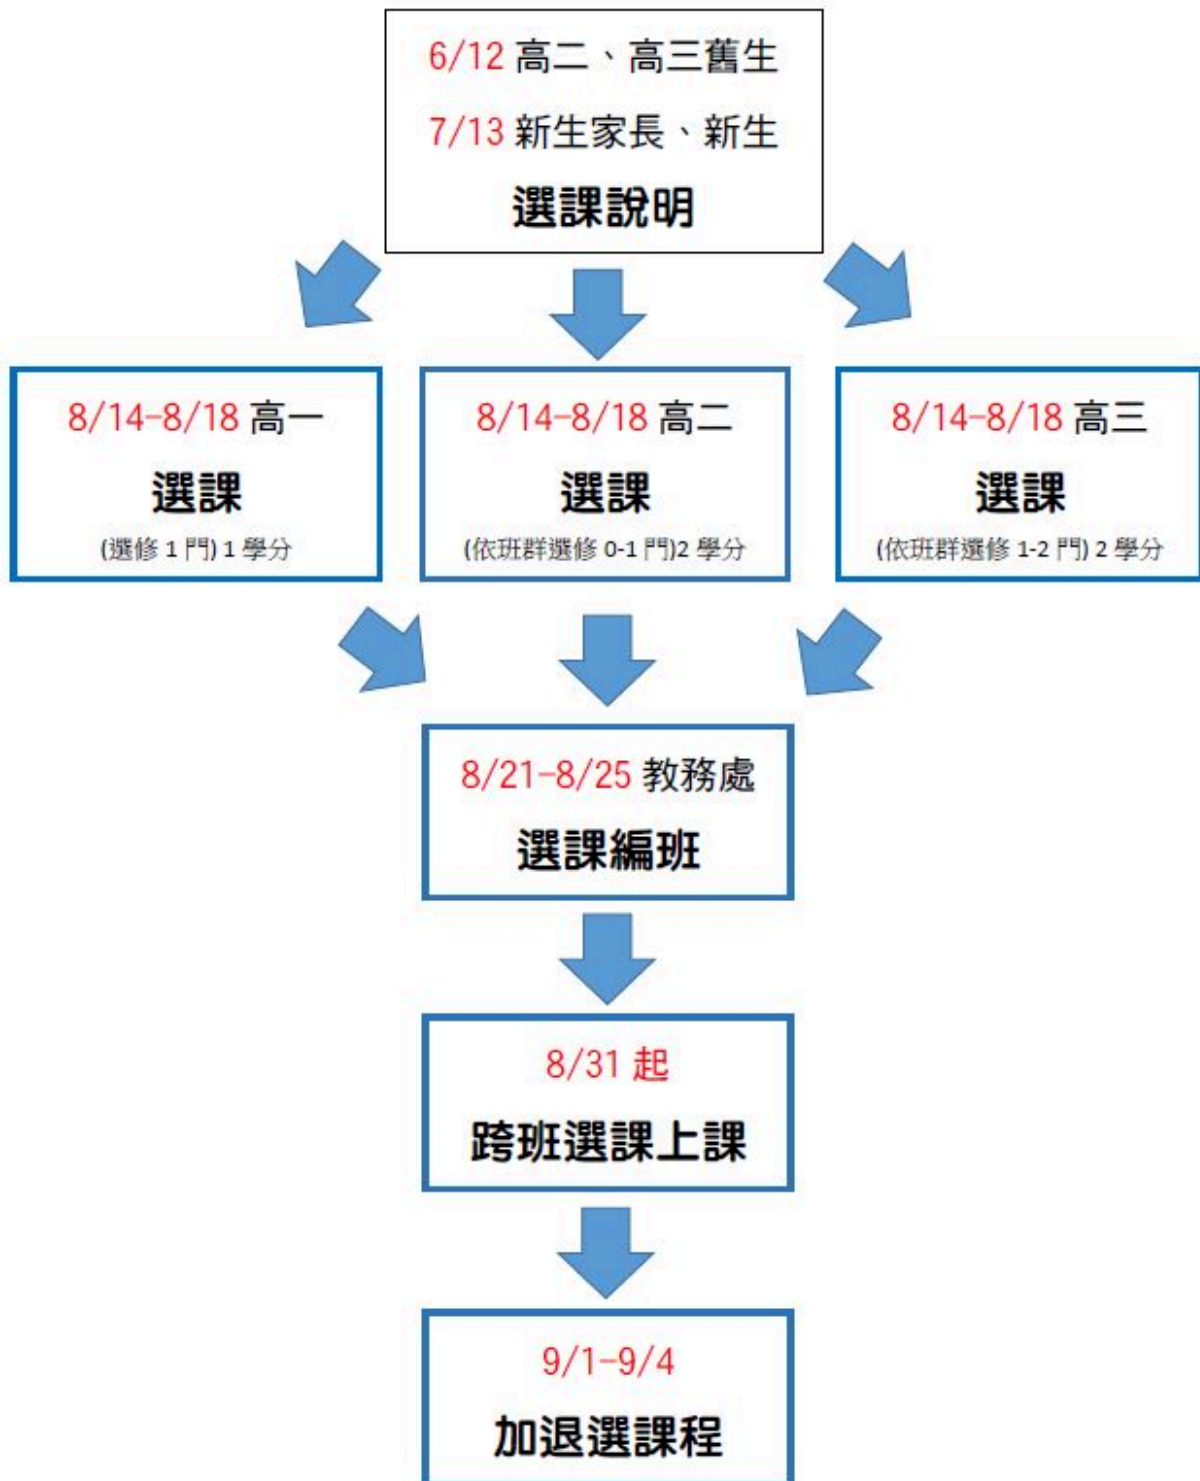 6/12 高二、高三舊生
7/13 新生家長、新生
選課說明
8/14-8/18 高一
選課
(選修 1 門) 1 學分
8/14-8/18 高二
選課
(依班群選修 0-1 門)2 學分
8/14-8/18 高三
選課
(依班群選修 1-2 門) 2 學分
8/21-8/25 教務處
選課編班
8/31 起
跨班選課上課
9/1-9/4
加退選課程